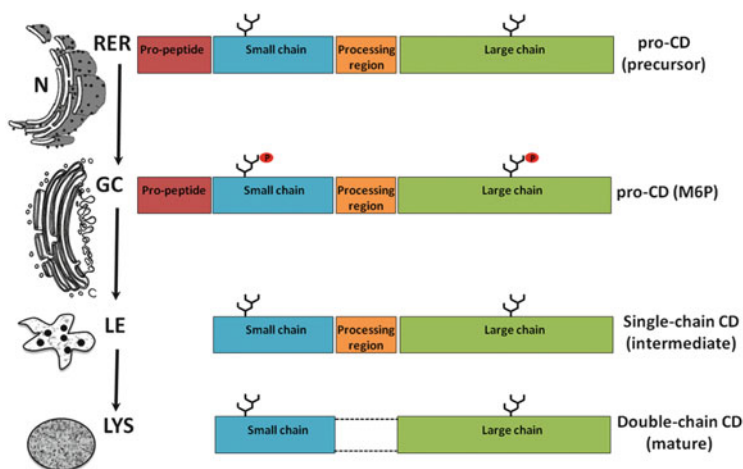 RER
N
Pro-peptide
Small chain
Processing
region
Large chain
pro-CD
(precursor)
GC
P
P
Pro-peptide
Small chain
Processing
region
Large chain
pro-CD (M6P)
LE
Small chain
Processing
region
Large chain
Single-chain CD
(intermediate)
LYS
Small chain
Large chain
Double-chain CD
(mature)